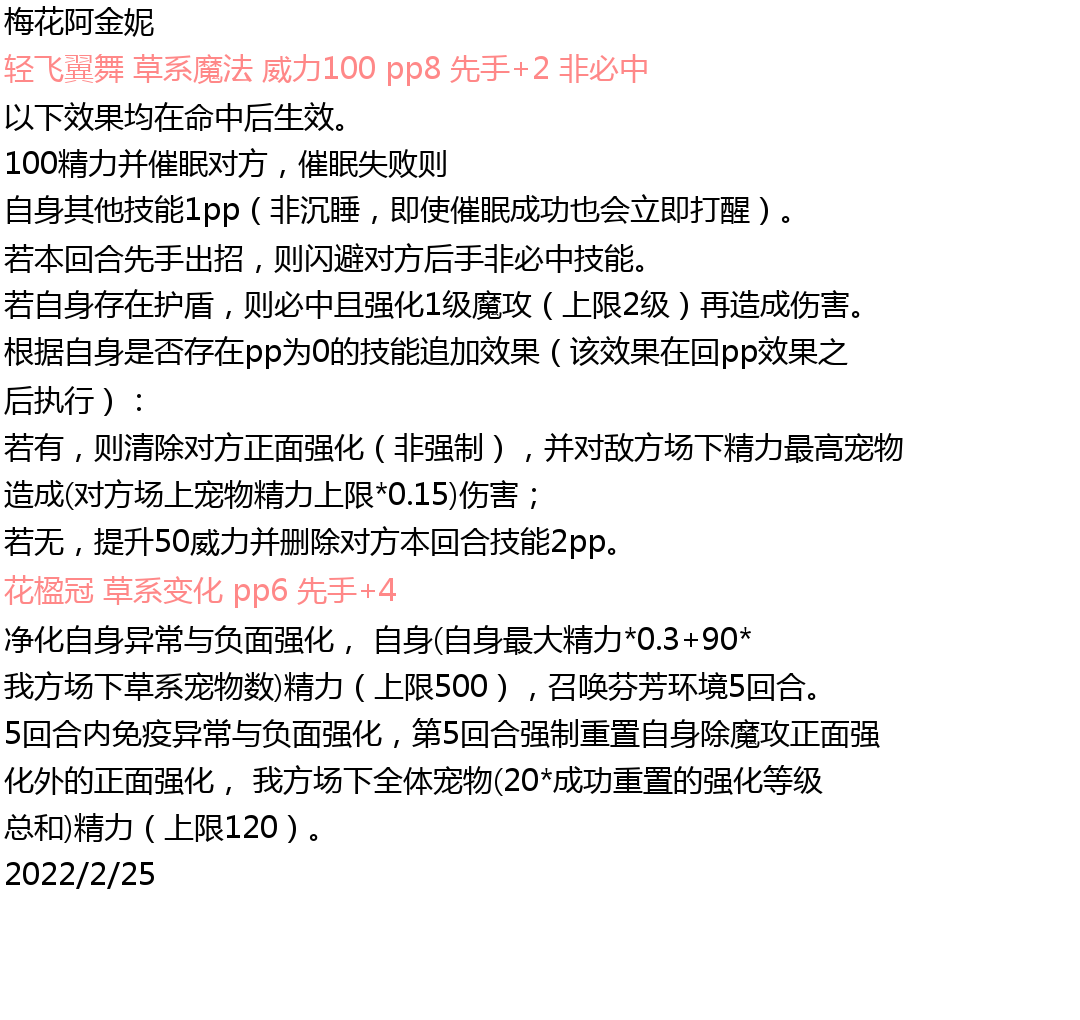 梅花阿金妮
轻飞翼舞 草系魔法 威力100 pp8 先手+2 非必中
以下效果均在命中后生效。
100精力并催眠对方，催眠失败则
自身其他技能1pp（非沉睡，即使催眠成功也会立即打醒）。
若本回合先手出招，则闪避对方后手非必中技能。
若自身存在护盾，则必中且强化1级魔攻（上限2级）再造成伤害。
根据自身是否存在pp为0的技能追加效果（该效果在回pp效果之
后执行）：
若有，则清除对方正面强化（非强制），并对敌方场下精力最高宠物
造成(对方场上宠物精力上限*0.15)伤害；
若无，提升50威力并删除对方本回合技能2pp。
花楹冠 草系变化 pp6 先手+4
净化自身异常与负面强化， 自身(自身最大精力*0.3+90*
我方场下草系宠物数)精力（上限500），召唤芬芳环境5回合。
5回合内免疫异常与负面强化，第5回合强制重置自身除魔攻正面强
化外的正面强化， 我方场下全体宠物(20*成功重置的强化等级
总和)精力（上限120）。
2022/2/25